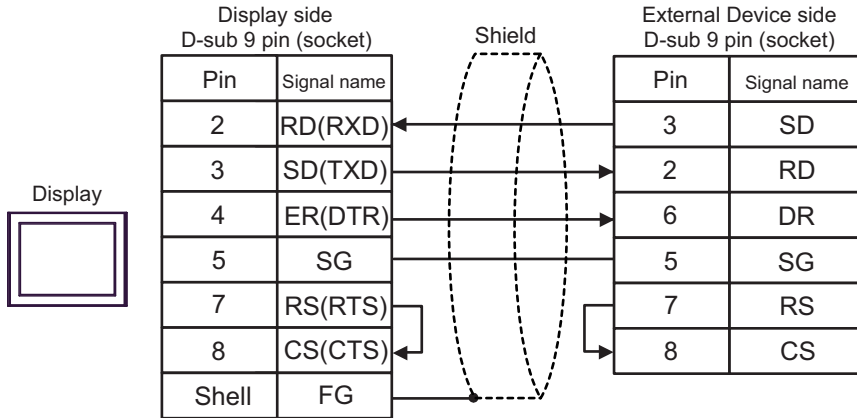 Display side
D-sub 9 pin (socket)
Shield
External Device side
D-sub 9 pin (socket)
Pin Signal name
Pin Signal name
2 RD(RXD)
3 SD
3 SD(TXD)
2 RD
Display
4 ER(DTR)
6 DR
5 SG
5 SG
7 RS(RTS)
7 RS
8 CS(CTS)
8 CS
Shell FG